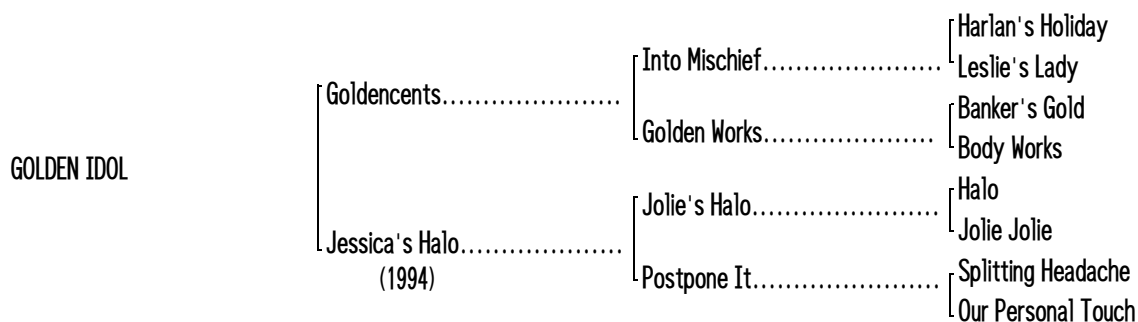 Harlan's Holiday
Into Mischief......................
Leslie's Lady
Goldencents......................
Banker's Gold
Golden Works.....................
Body Works
GOLDEN IDOL
Halo
Jolie's Halo.......................
Jolie Jolie
Jessica's Halo....................
(1994)
Splitting Headache
Postpone It.......................
Our Personal Touch